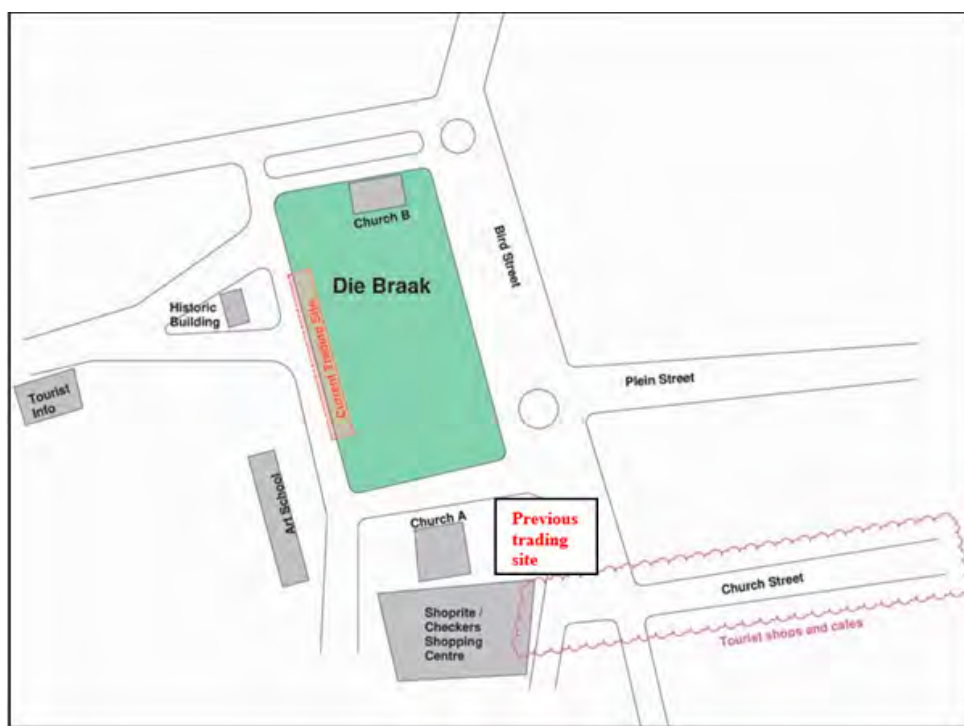 Church B
Bird Street
Die Braak
Historic
Building
Current Trading Site
Plein Street
Tourist
Info
Art School
Church A
Previous
trading
site
Church Street
Shoprite /
Checkers
Shopping
Centre
Tourist shops and cafes